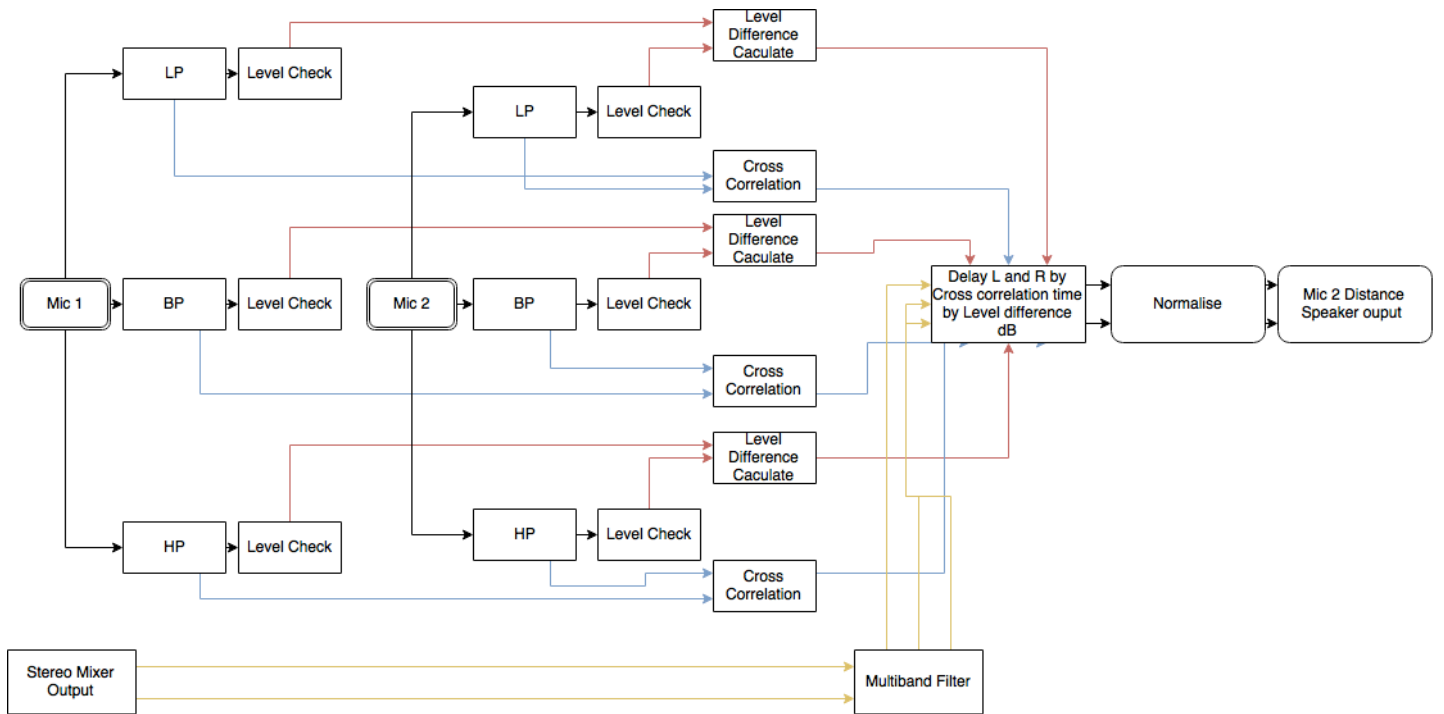 Level
Difference
Caculate
LP
Level Check
LP
Level Check
Cross
Correlation
Level
Difference
Caculate
Mic 1
BP
Level Check
Mic 2
BP
Level Check
Delay L and R by
Cross correlation time
by Level difference
dB
Normalise
Mic 2 Distance
Speaker ouput
Cross
Correlation
Level
Difference
Caculate
HP
Level Check
HP
Level Check
Cross
Correlation
Stereo Mixer
Output
Multiband Filter